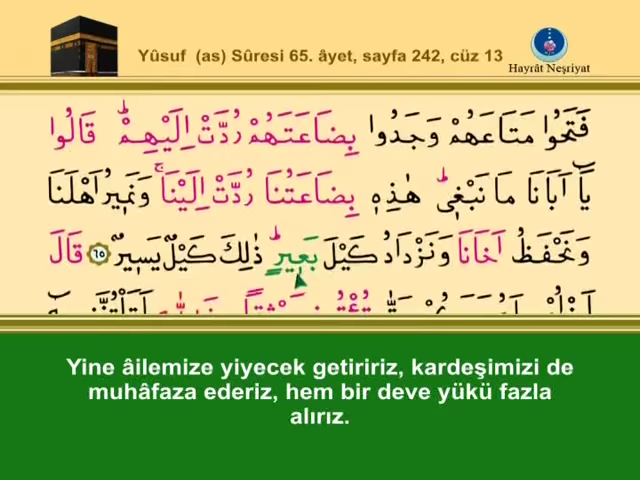 Yûsuf (as) Sûresi 65. âyet, sayfa 242, cüz 13
Hayrât Neşriyat
فَتَحُوا مَتَاعَهُمْ وَجَدُوا بِضَاعَتَهُمْ رُدَّتْ اِلَيْهِمْ قَالُوا
يَٓا اَبَانَا مَا نَبْغ۪ى هٰذِه۪ بِضَاعَتُنَا رُدَّتْ اِلَيْنَا وَنَم۪يرُ اَهْلَنَا
وَنَحْفَظُ اَخَانَا وَنَزْدَادُ كَيْلَ بَع۪يرٍ ذٰلِكَ كَيْلٌ يَس۪يرٌ ٦٥ قَالَ
Yine âilemize yiyecek getiririz, kardeşimizi de
muhâfaza ederiz, hem bir deve yükü fazla
alırız.